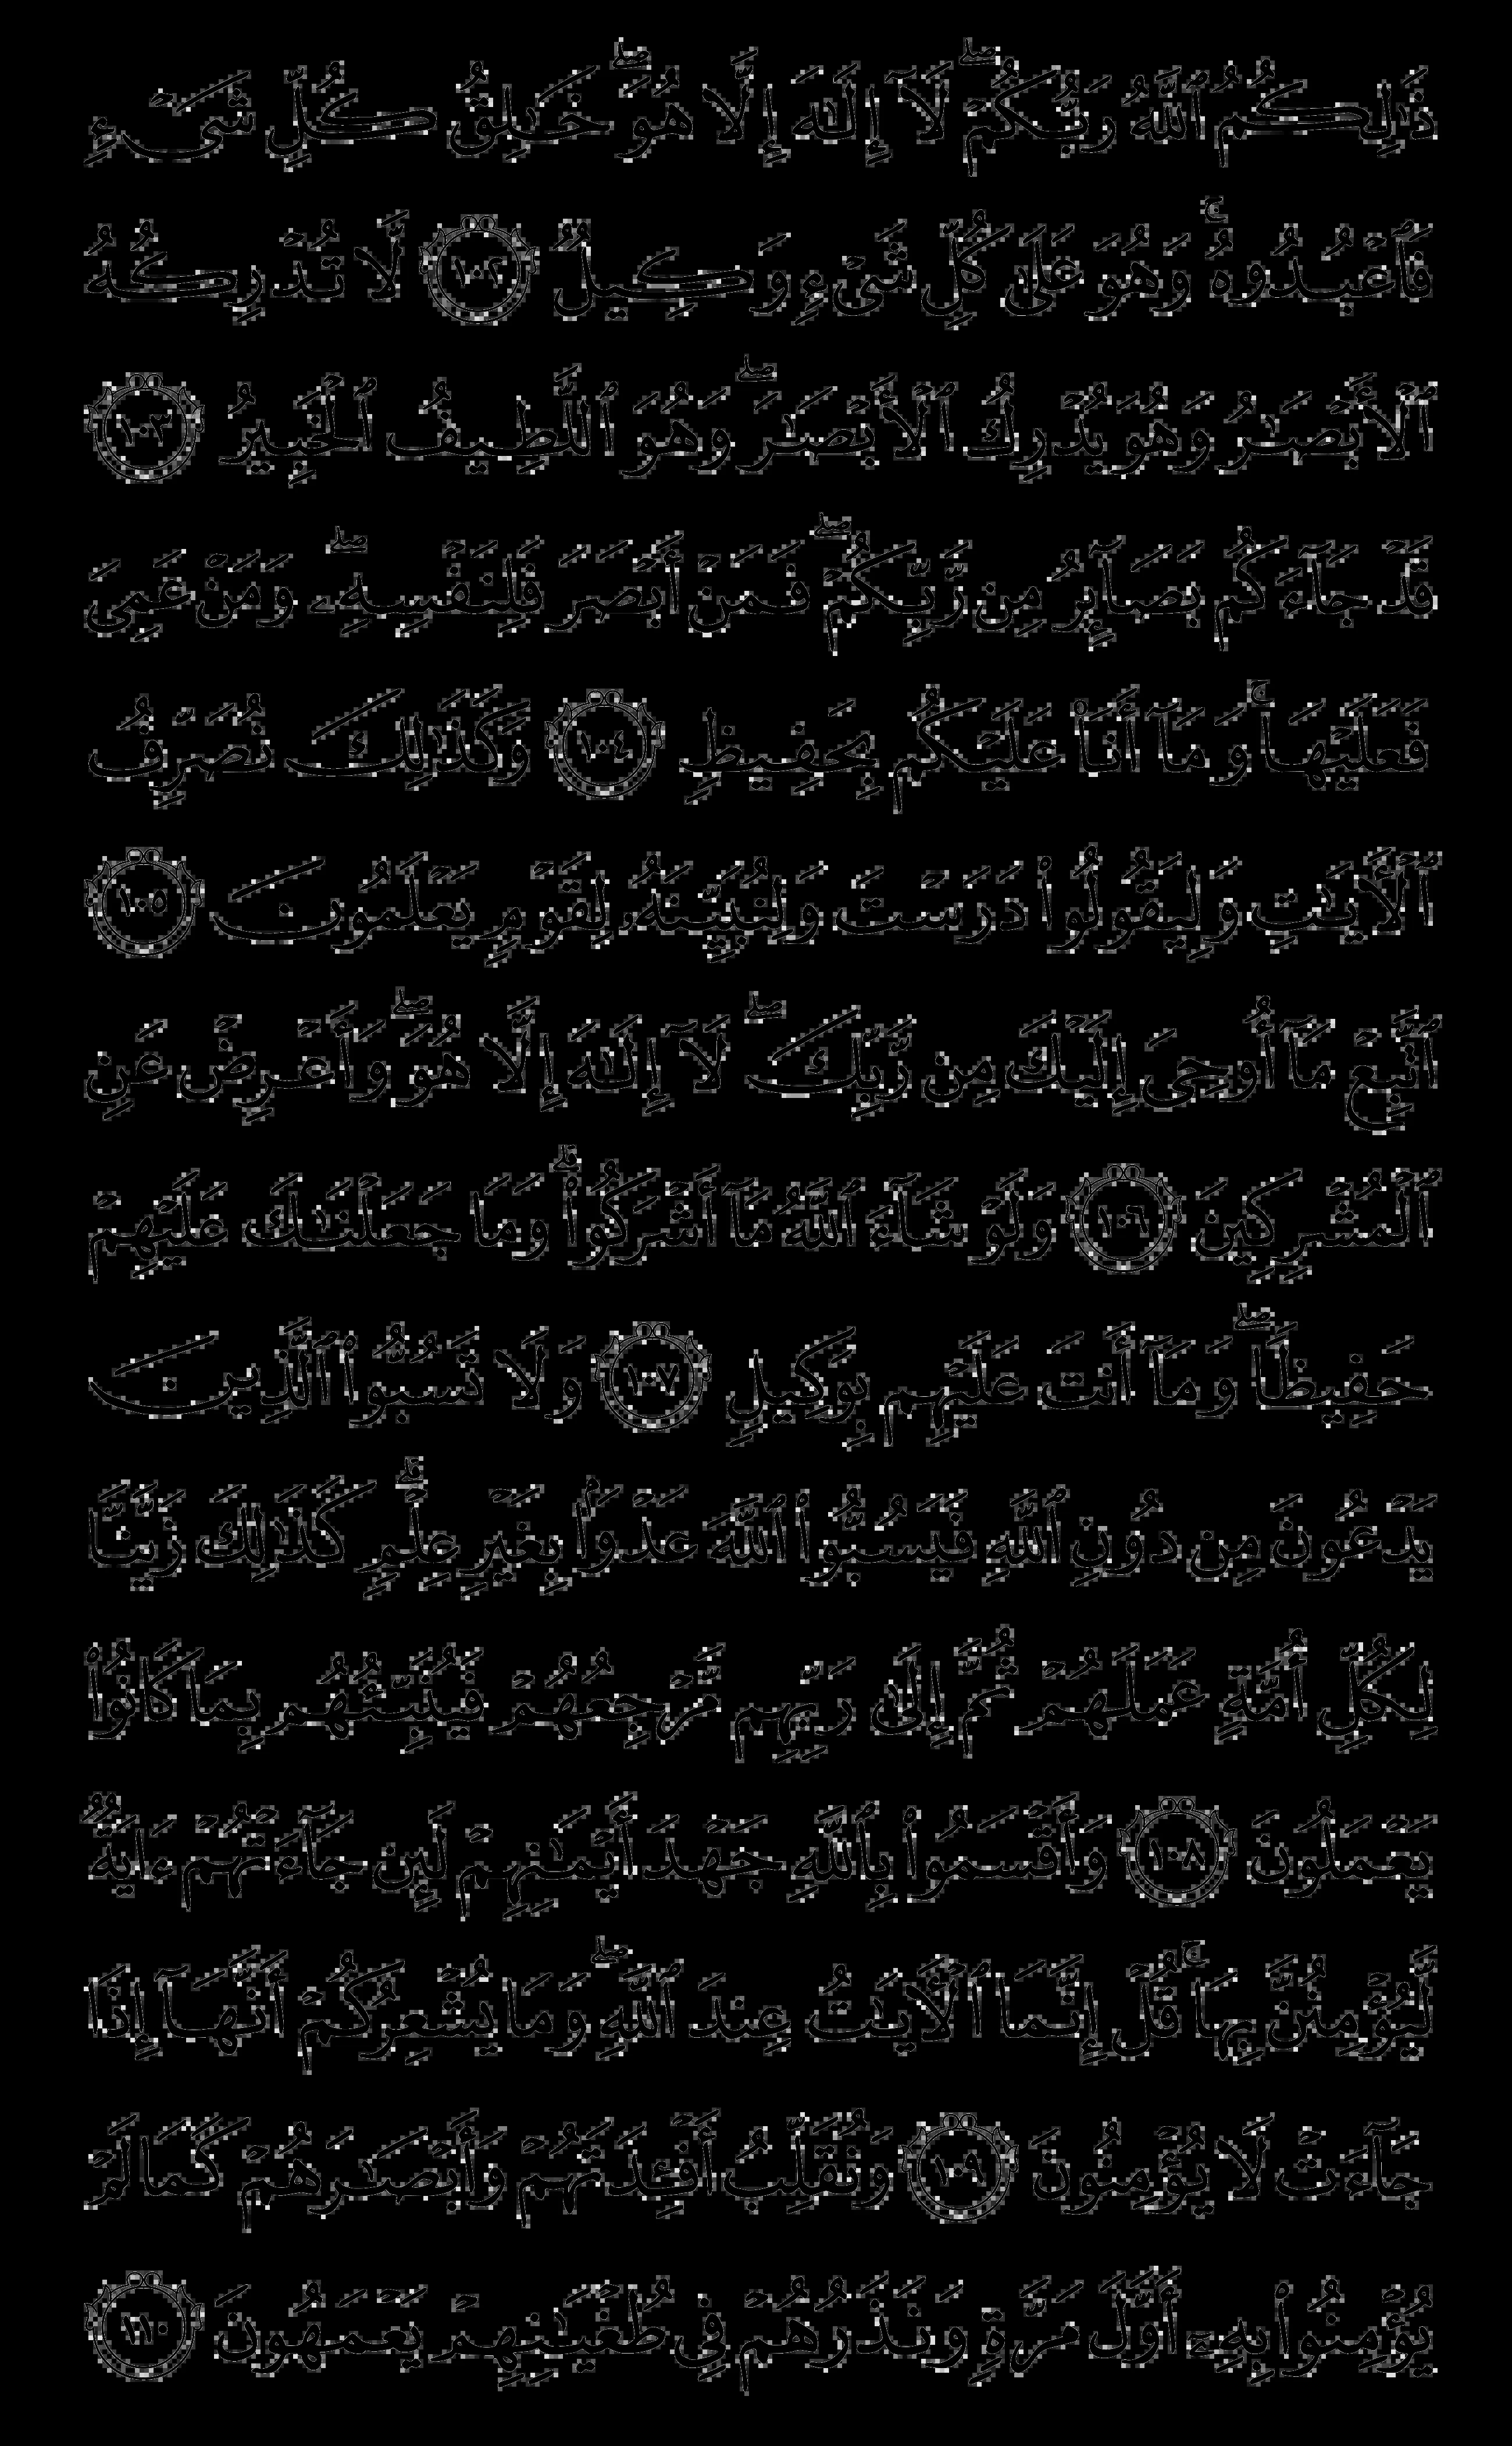 ذَٰلِكُمُ ٱللَّهُ رَبُّكُمْ ۖ لَآ إِلَٰهَ إِلَّا هُوَ ۖ خَٰلِقُ كُلِّ شَىْءٍ
فَٱعْبُدُوهُ ۚ وَهُوَ عَلَىٰ كُلِّ شَىْءٍ وَكِيلٌ ١٠٢ لَّا تُدْرِكُهُ
ٱلْأَبْصَٰرُ وَهُوَ يُدْرِكُ ٱلْأَبْصَٰرَ ۖ وَهُوَ ٱللَّطِيفُ ٱلْخَبِيرُ ١٠٣
قَدْ جَآءَكُم بَصَآئِرُ مِن رَّبِّكُمْ ۖ فَمَنْ أَبْصَرَ فَلِنَفْسِهِۦ ۖ وَمَنْ عَمِىَ
فَعَلَيْهَا ۚ وَمَآ أَنَا۠ عَلَيْكُم بِحَفِيظٍ ١٠٤ وَكَذَٰلِكَ نُصَرِّفُ
ٱلْءَايَٰتِ وَلِيَقُولُوا۟ دَرَسْتَ وَلِنُبَيِّنَهُۥ لِقَوْمٍ يَعْلَمُونَ ١٠٥
ٱتَّبِعْ مَآ أُوحِىَ إِلَيْكَ مِن رَّبِّكَ ۖ لَآ إِلَٰهَ إِلَّا هُوَ ۖ وَأَعْرِضْ عَنِ
ٱلْمُشْرِكِينَ ١٠٦ وَلَوْ شَآءَ ٱللَّهُ مَآ أَشْرَكُوا۟ ۗ وَمَا جَعَلْنَٰكَ عَلَيْهِمْ
حَفِيظًا ۖ وَمَآ أَنتَ عَلَيْهِم بِوَكِيلٍ ١٠٧ وَلَا تَسُبُّوا۟ ٱلَّذِينَ
يَدْعُونَ مِن دُونِ ٱللَّهِ فَيَسُبُّوا۟ ٱللَّهَ عَدْوًۢا بِغَيْرِ عِلْمٍ ۗ كَذَٰلِكَ زَيَّنَّا
لِكُلِّ أُمَّةٍ عَمَلَهُمْ ثُمَّ إِلَىٰ رَبِّهِم مَّرْجِعُهُمْ فَيُنَبِّئُهُم بِمَا كَانُوا۟
يَعْمَلُونَ ١٠٨ وَأَقْسَمُوا۟ بِٱللَّهِ جَهْدَ أَيْمَٰنِهِمْ لَئِن جَآءَتْهُمْ ءَايَةٌ
لَّيُؤْمِنُنَّ بِهَا ۚ قُلْ إِنَّمَا ٱلْءَايَٰتُ عِندَ ٱللَّهِ ۖ وَمَا يُشْعِرُكُمْ أَنَّهَآ إِذَا
جَآءَتْ لَا يُؤْمِنُونَ ١٠٩ وَنُقَلِّبُ أَفْـِٔدَتَهُمْ وَأَبْصَٰرَهُمْ كَمَا لَمْ
يُؤْمِنُوا۟ بِهِۦٓ أَوَّلَ مَرَّةٍ وَنَذَرُهُمْ فِى طُغْيَٰنِهِمْ يَعْمَهُونَ ١١٠